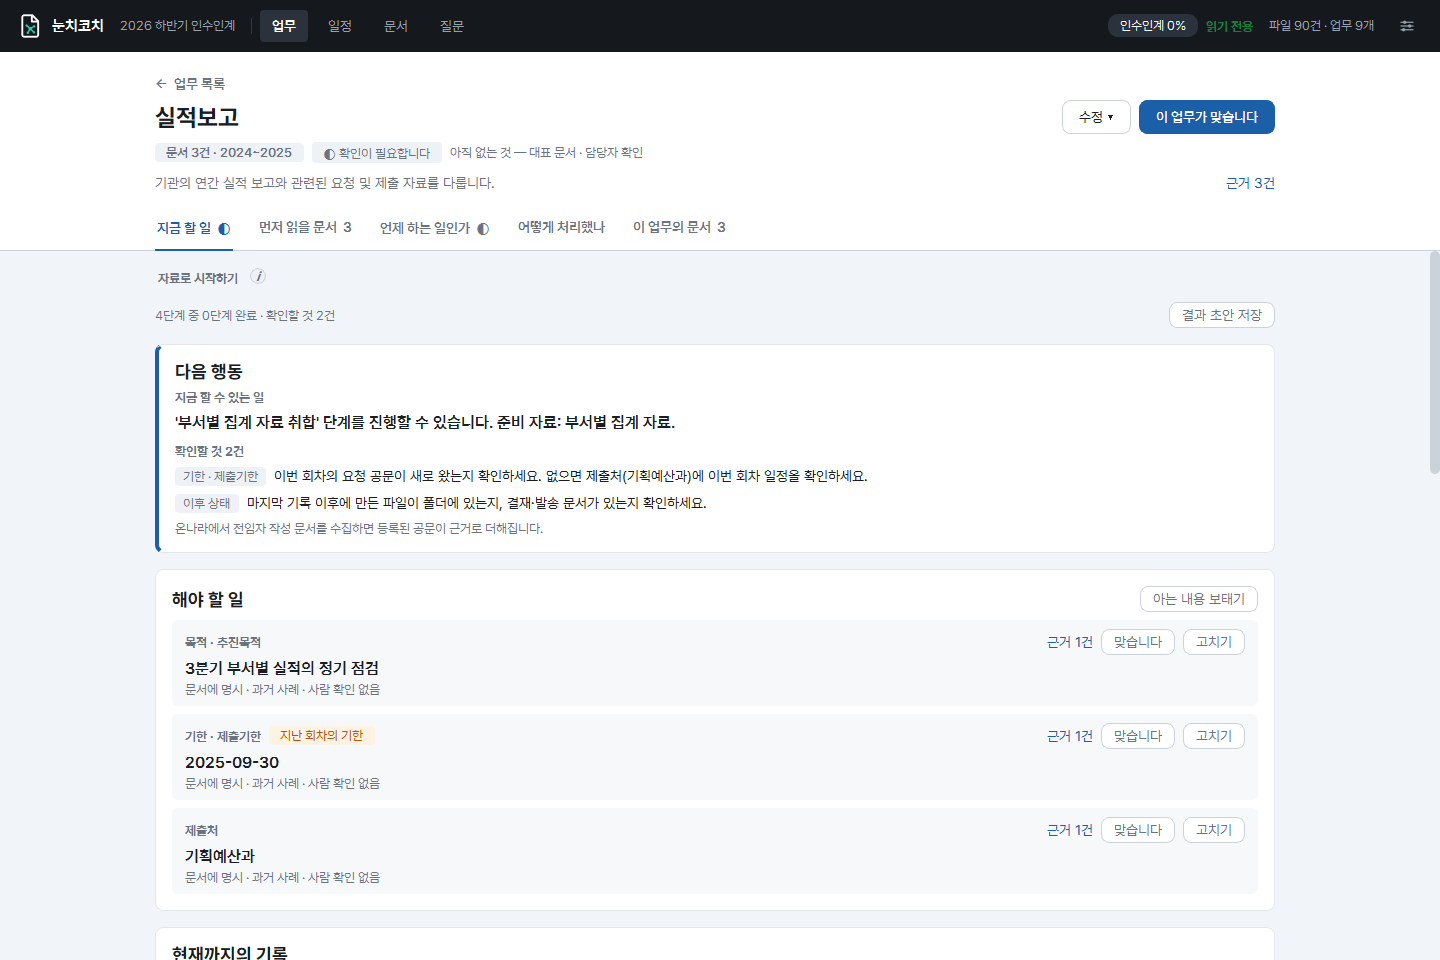 눈치코치 2026 하반기 인수인계 업무 일정 문서 질문 인수인계 0% 읽기 전용 파일 90건 · 업무 9개
← 업무 목록
실적보고 수정 ▾ 이 업무가 맞습니다
문서 3건 · 2024~2025 ◐ 확인이 필요합니다 아직 없는 것 — 대표 문서 · 담당자 확인
기관의 연간 실적 보고와 관련된 요청 및 제출 자료를 다룹니다. 근거 3건
지금 할 일 ◐ 먼저 읽을 문서 3 언제 하는 일인가 ◐ 어떻게 처리했나 이 업무의 문서 3
자료로 시작하기 i
4단계 중 0단계 완료 · 확인할 것 2건 결과 초안 저장
다음 행동
지금 할 수 있는 일
'부서별 집계 자료 취합' 단계를 진행할 수 있습니다. 준비 자료: 부서별 집계 자료.
확인할 것 2건
기한 · 제출기한 이번 회차의 요청 공문이 새로 왔는지 확인하세요. 없으면 제출처(기획예산과)에 이번 회차 일정을 확인하세요.
이후 상태 마지막 기록 이후에 만든 파일이 폴더에 있는지, 결재·발송 문서가 있는지 확인하세요.
온나라에서 전임자 작성 문서를 수집하면 등록된 공문이 근거로 더해집니다.
해야 할 일 아는 내용 보태기
목적 · 추진목적 근거 1건 맞습니다 고치기
3분기 부서별 실적의 정기 점검
문서에 명시 · 과거 사례 · 사람 확인 없음
기한 · 제출기한 지난 회차의 기한 근거 1건 맞습니다 고치기
2025-09-30
문서에 명시 · 과거 사례 · 사람 확인 없음
제출처 근거 1건 맞습니다 고치기
기획예산과
문서에 명시 · 과거 사례 · 사람 확인 없음
현재까지의 기록